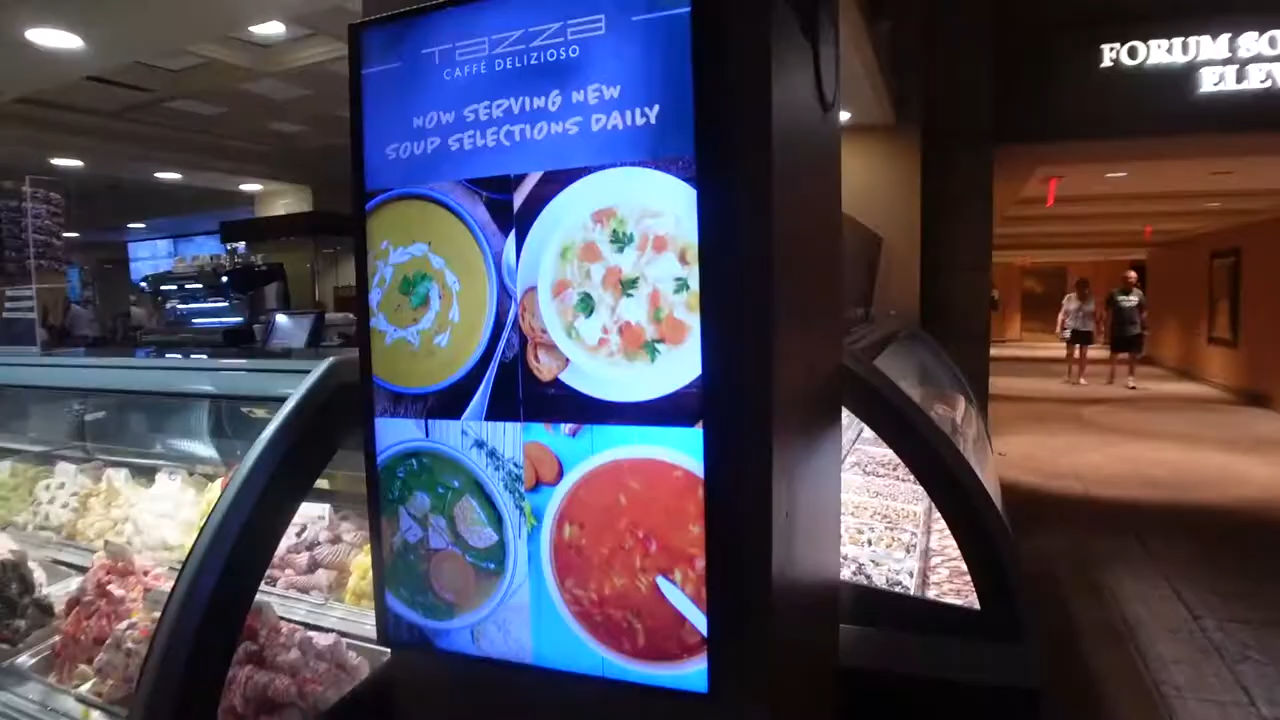 TAZZA
CAFFÉ DELIZIOSO
NOW SERVING NEW
SOUP SELECTIONS DAILY
FORUM SO
ELEV